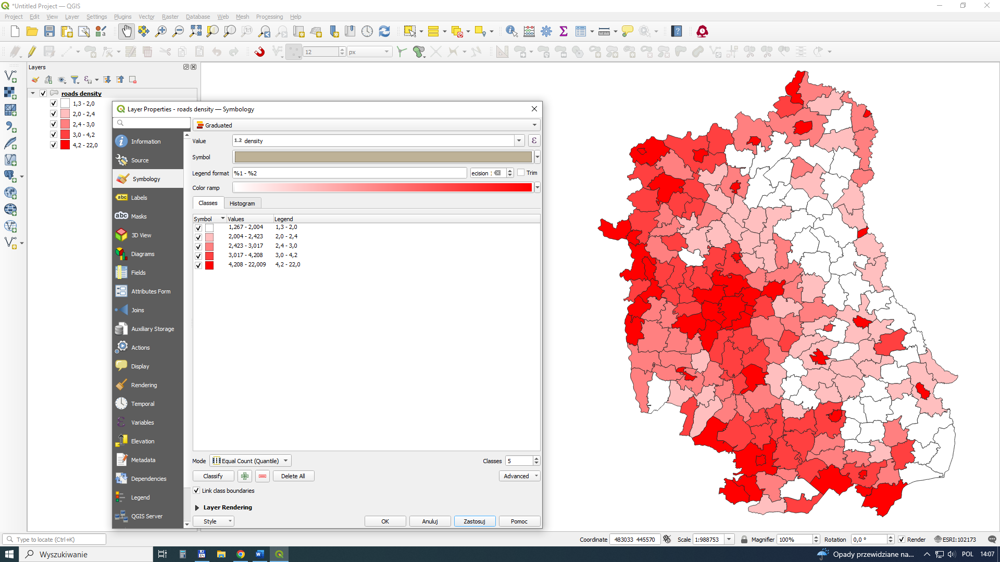 *Untitled Project — QGIS
Project Edit View Layer Settings Plugins Vector Raster Database Web Mesh Processing Help
12 px
Layers
roads density
1,3 - 2,0
2,0 - 2,4
2,4 - 3,0
3,0 - 4,2
4,2 - 22,0
Layer Properties - roads density — Symbology
Information
Source
Symbology
Labels
Masks
3D View
Diagrams
Fields
Attributes Form
Joins
Auxiliary Storage
Actions
Display
Rendering
Temporal
Variables
Elevation
Metadata
Dependencies
Legend
QGIS Server
Graduated
Value 1.2 density
Symbol
Legend format %1 - %2 ecision : Trim
Color ramp
Classes Histogram
Symbol Values Legend
1,267 - 2,004 1,3 - 2,0
2,004 - 2,423 2,0 - 2,4
2,423 - 3,017 2,4 - 3,0
3,017 - 4,208 3,0 - 4,2
4,208 - 22,009 4,2 - 22,0
Mode Equal Count (Quantile) Classes 5
Classify Delete All Advanced
Link class boundaries
Layer Rendering
Style OK Anuluj Zastosuj Pomoc
Type to locate (Ctrl+K) Coordinate 483033 445570 Scale 1:988753 Magnifier 100% Rotation 0,0 ° Render ESRI:102173
Wyszukiwanie Opady przewidziane na... POL 14:07